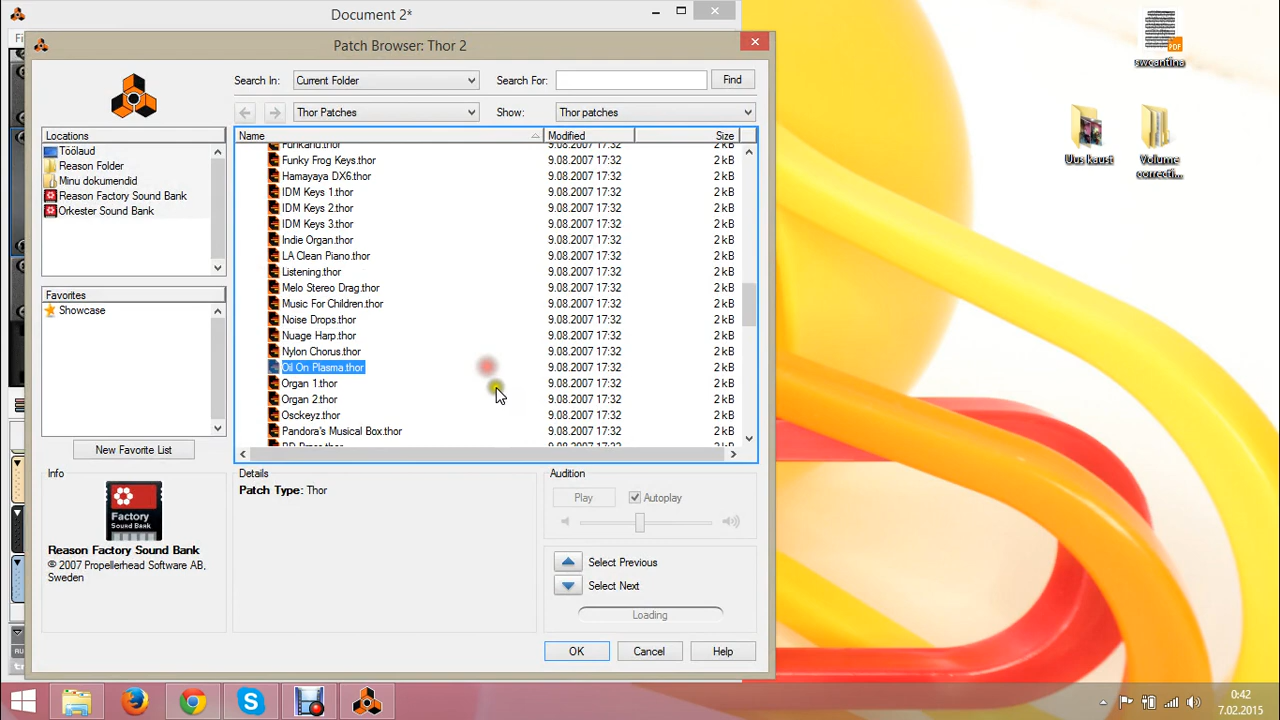 Document 2*
Patch Browser: Thor
Search In:
Current Folder
Search For:
Find
Thor Patches
Show:
Thor patches
Locations
Töölaud
Reason Folder
Minu dokumendid
Reason Factory Sound Bank
Orkester Sound Bank
Favorites
Showcase
New Favorite List
Name Modified Size
9.08.2007 17:32 2 kB
Funky Frog Keys.thor 9.08.2007 17:32 2 kB
Hamayaya DX6.thor 9.08.2007 17:32 2 kB
IDM Keys 1.thor 9.08.2007 17:32 2 kB
IDM Keys 2.thor 9.08.2007 17:32 2 kB
IDM Keys 3.thor 9.08.2007 17:32 2 kB
Indie Organ.thor 9.08.2007 17:32 2 kB
LA Clean Piano.thor 9.08.2007 17:32 2 kB
Listening.thor 9.08.2007 17:32 2 kB
Melo Stereo Drag.thor 9.08.2007 17:32 2 kB
Music For Children.thor 9.08.2007 17:32 2 kB
Noise Drops.thor 9.08.2007 17:32 2 kB
Nuage Harp.thor 9.08.2007 17:32 2 kB
Nylon Chorus.thor 9.08.2007 17:32 2 kB
Oil On Plasma.thor 9.08.2007 17:32 2 kB
Organ 1.thor 9.08.2007 17:32 2 kB
Organ 2.thor 9.08.2007 17:32 2 kB
Osckeyz.thor 9.08.2007 17:32 2 kB
Pandora's Musical Box.thor 9.08.2007 17:32 2 kB
Info
Factory
Sound Bank
Reason Factory Sound Bank
© 2007 Propellerhead Software AB,
Sweden
Details
Patch Type: Thor
Audition
Play
Autoplay
Select Previous
Select Next
Loading
OK
Cancel
Help
PDF
swcantina
Uus kaust
Volume
correcti...
0:42
7.02.2015